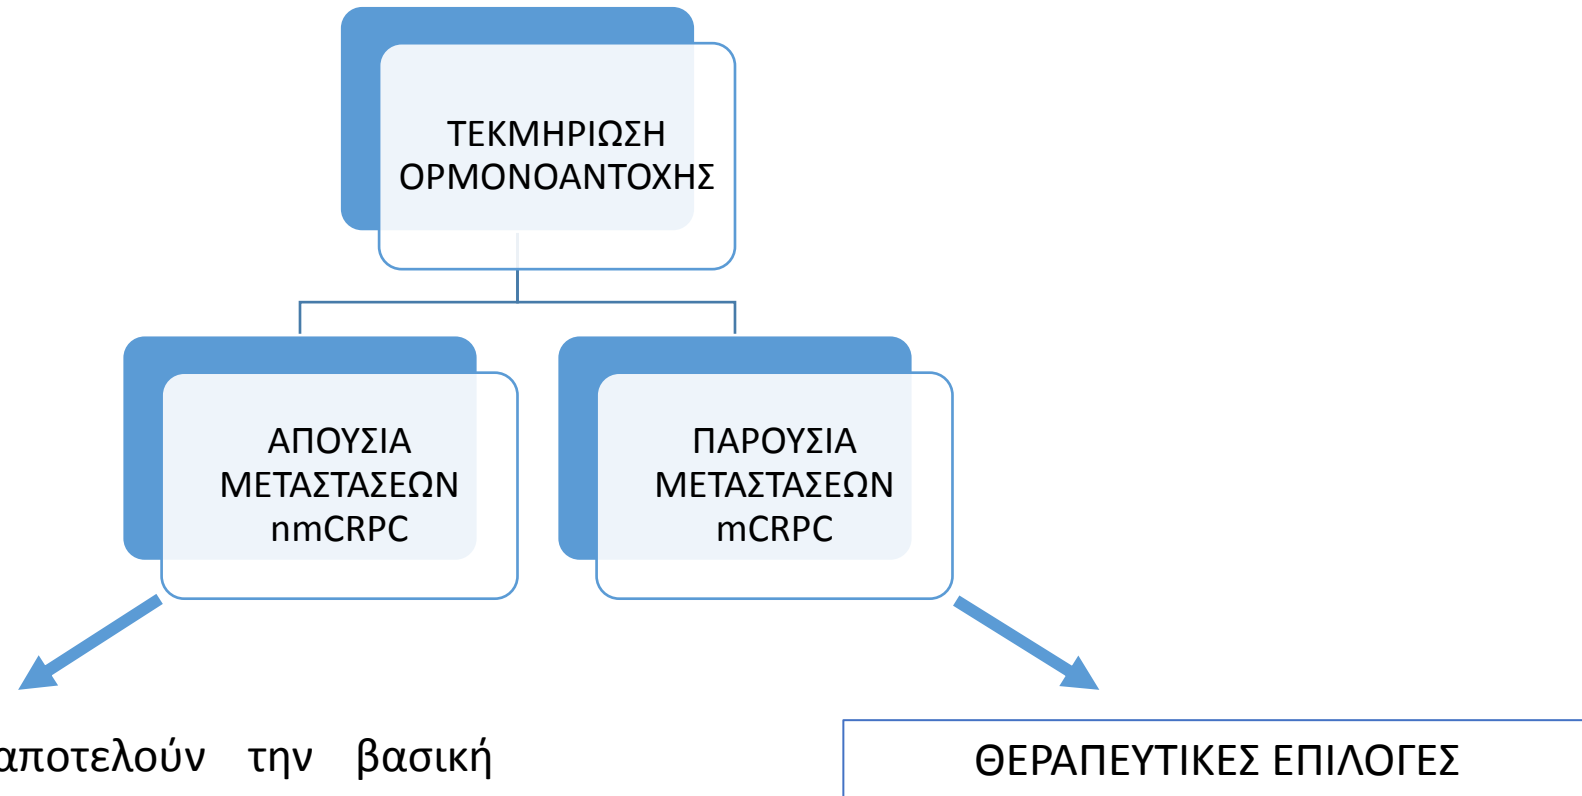 ΤΕΚΜΗΡΙΩΣΗ
ΟΡΜΟΝΟΑΝΤΟΧΗΣ
ΑΠΟΥΣΙΑ
ΜΕΤΑΣΤΑΣΕΩΝ
nmCRPC
ΠΑΡΟΥΣΙΑ
ΜΕΤΑΣΤΑΣΕΩΝ
mCRPC
αποτελούν την βασική
ΘΕΡΑΠΕΥΤΙΚΕΣ ΕΠΙΛΟΓΕΣ